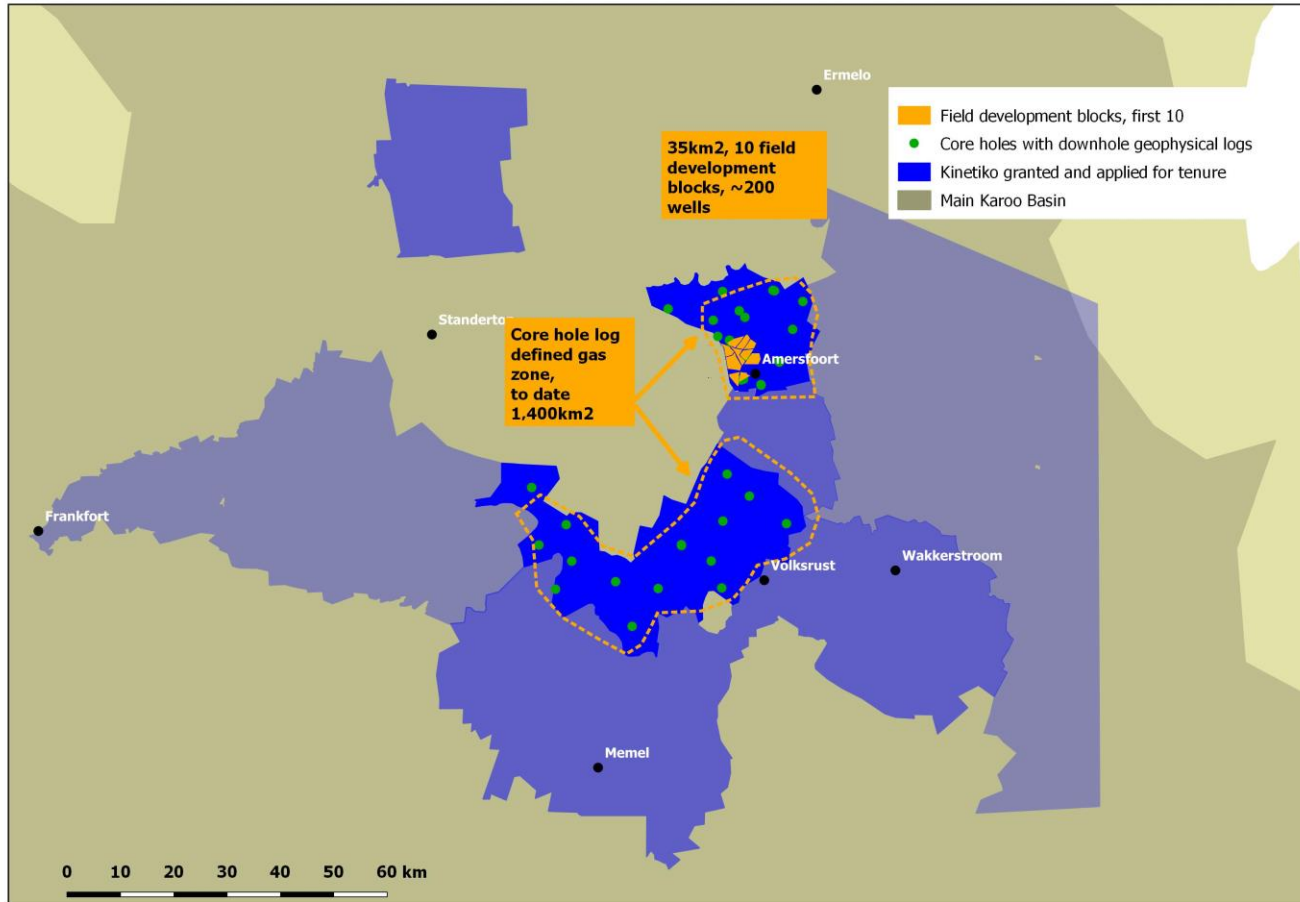 Ermelo
Field development blocks, first 10
Core holes with downhole geophysical logs
Kinetiko granted and applied for tenure
Main Karoo Basin
35km2, 10 field
development
blocks, ~200
wells
Standerton
Core hole log
defined gas
zone,
to date
1,400km2
Amersfoort
Frankfort
Volksrust
Wakkerstroom
Memel
0 10 20 30 40 50 60 km